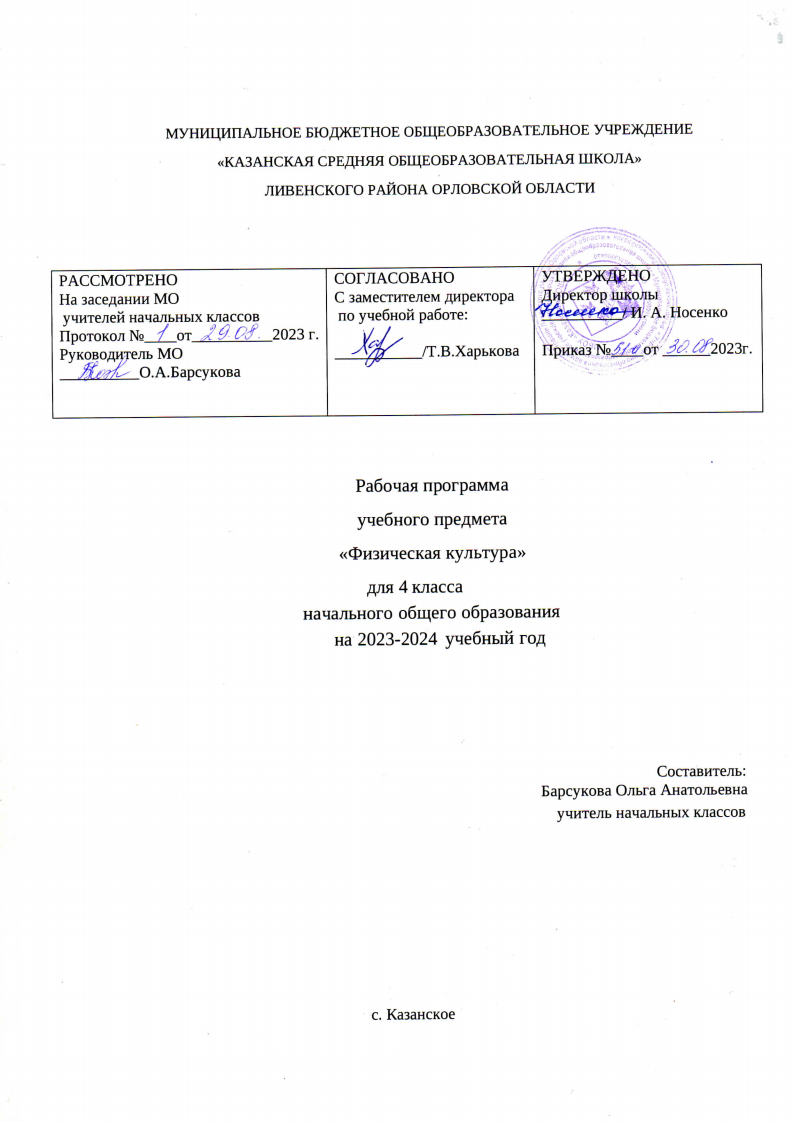 МУНИЦИПАЛЬНОЕ БЮДЖЕТНОЕ ОБЩЕОБРАЗОВАТЕЛЬНОЕ УЧРЕЖДЕНИЕ
«КАЗАНСКАЯ СРЕДНЯЯ ОБЩЕОБРАЗОВАТЕЛЬНАЯ ШКОЛА»
ЛИВЕНСКОГО РАЙОНА ОРЛОВСКОЙ ОБЛАСТИ
РАССМОТРЕНО
На заседании МО
учителей начальных классов
Протокол № 1 от 29.08. 2023 г.
Руководитель МО
О.А.Барсукова
СОГЛАСОВАНО
С заместителем директора
по учебной работе:
/Т.В.Харькова
УТВЕРЖДЕНО
Директор школы
Носенко / И. А. Носенко
Приказ № от 30.08 2023г.
Рабочая программа
учебного предмета
«Физическая культура»
для 4 класса
начального общего образования
на 2023-2024 учебный год
Составитель:
Барсукова Ольга Анатольевна
учитель начальных классов
с. Казанское